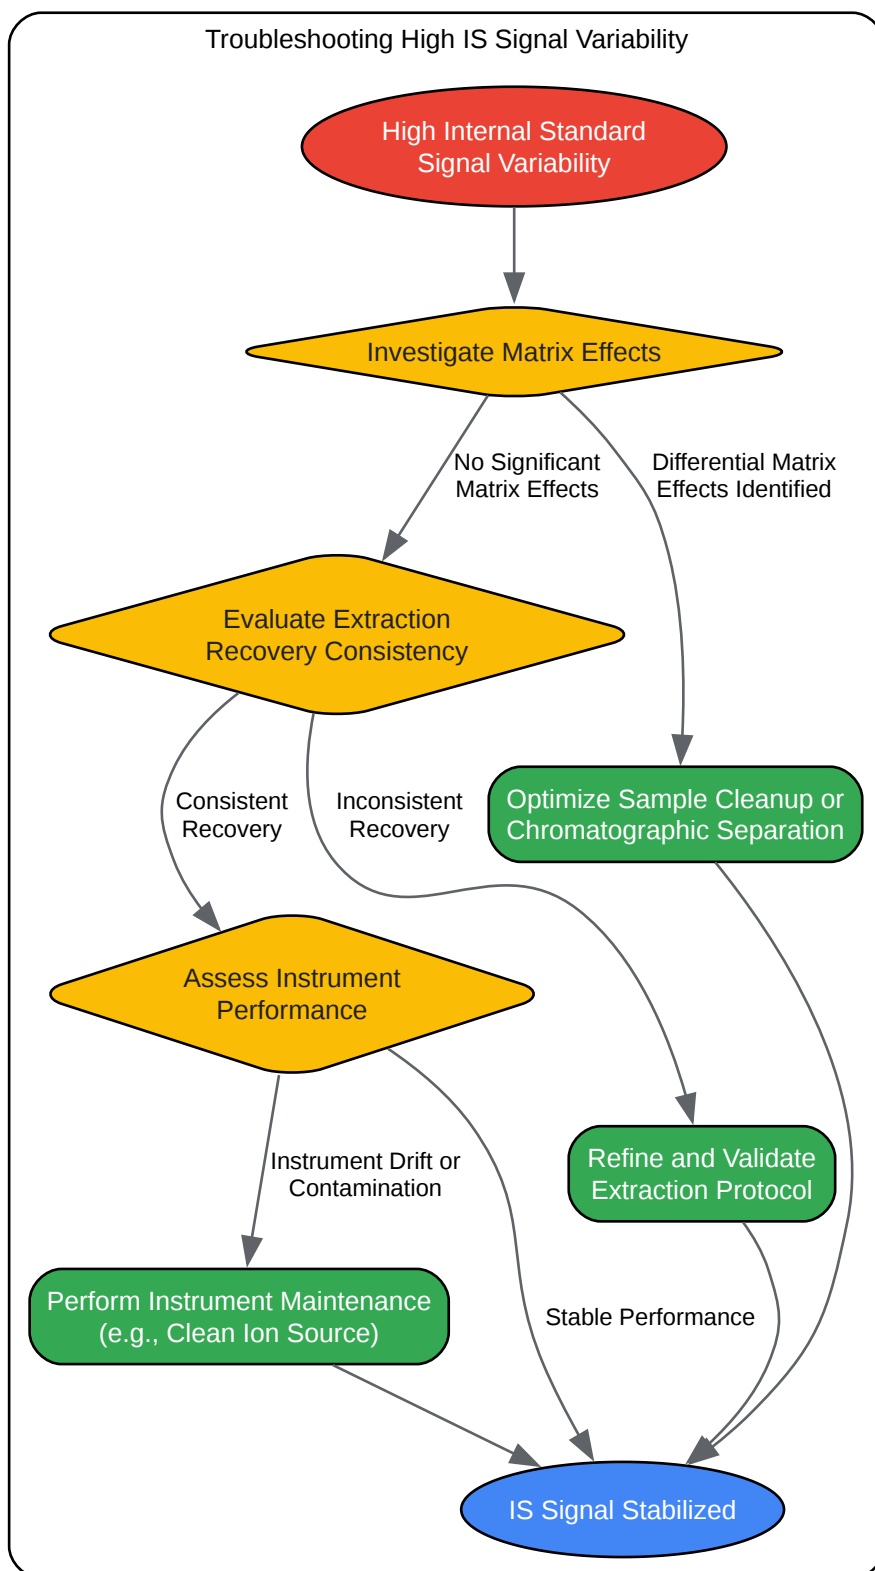 Troubleshooting High IS Signal Variability
High Internal Standard
Signal Variability
Investigate Matrix Effects
No Significant
Matrix Effects
Differential Matrix
Effects Identified
Evaluate Extraction
Recovery Consistency
Consistent
Recovery
Inconsistent
Recovery
Optimize Sample Cleanup or
Chromatographic Separation
Assess Instrument
Performance
Instrument Drift or
Contamination
Refine and Validate
Extraction Protocol
Perform Instrument Maintenance
(e.g., Clean Ion Source)
Stable Performance
IS Signal Stabilized